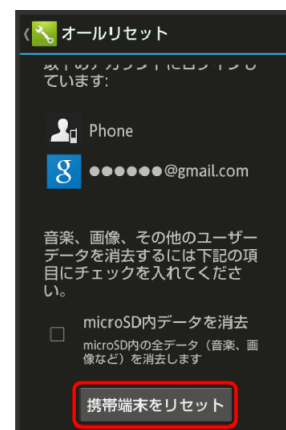 オールリセット
ています:
Phone
●●●●●●@gmail.com
音楽、画像、その他のユーザー
データを消去するには下記の項
目にチェックを入れてくださ
い。
microSD内データを消去
microSD内の全データ（音楽、画
像など）を消去します
携帯端末をリセット